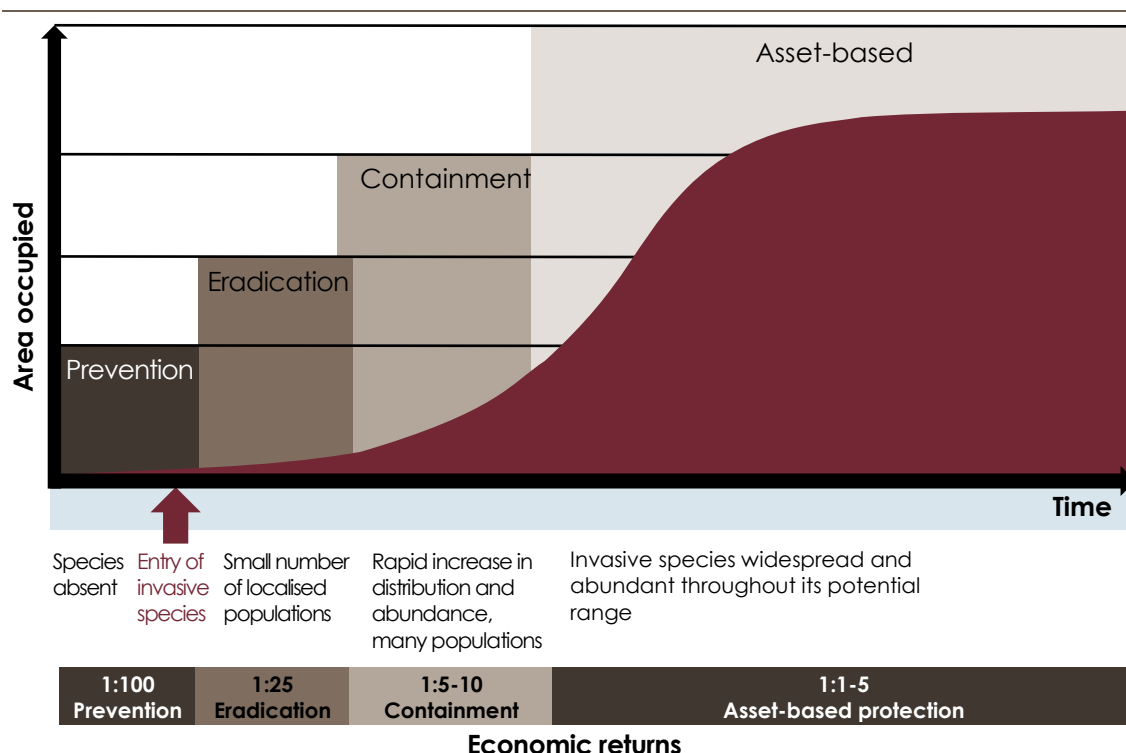 Asset-based
Containment
Eradication
Prevention
Area occupied
Time
Species
absent
Entry of
invasive
species
Small number
of localised
populations
Rapid increase in
distribution and
abundance,
many populations
Invasive species widespread and
abundant throughout its potential
range
1:100
Prevention
1:25
Eradication
1:5-10
Containment
1:1-5
Asset-based protection
Economic returns